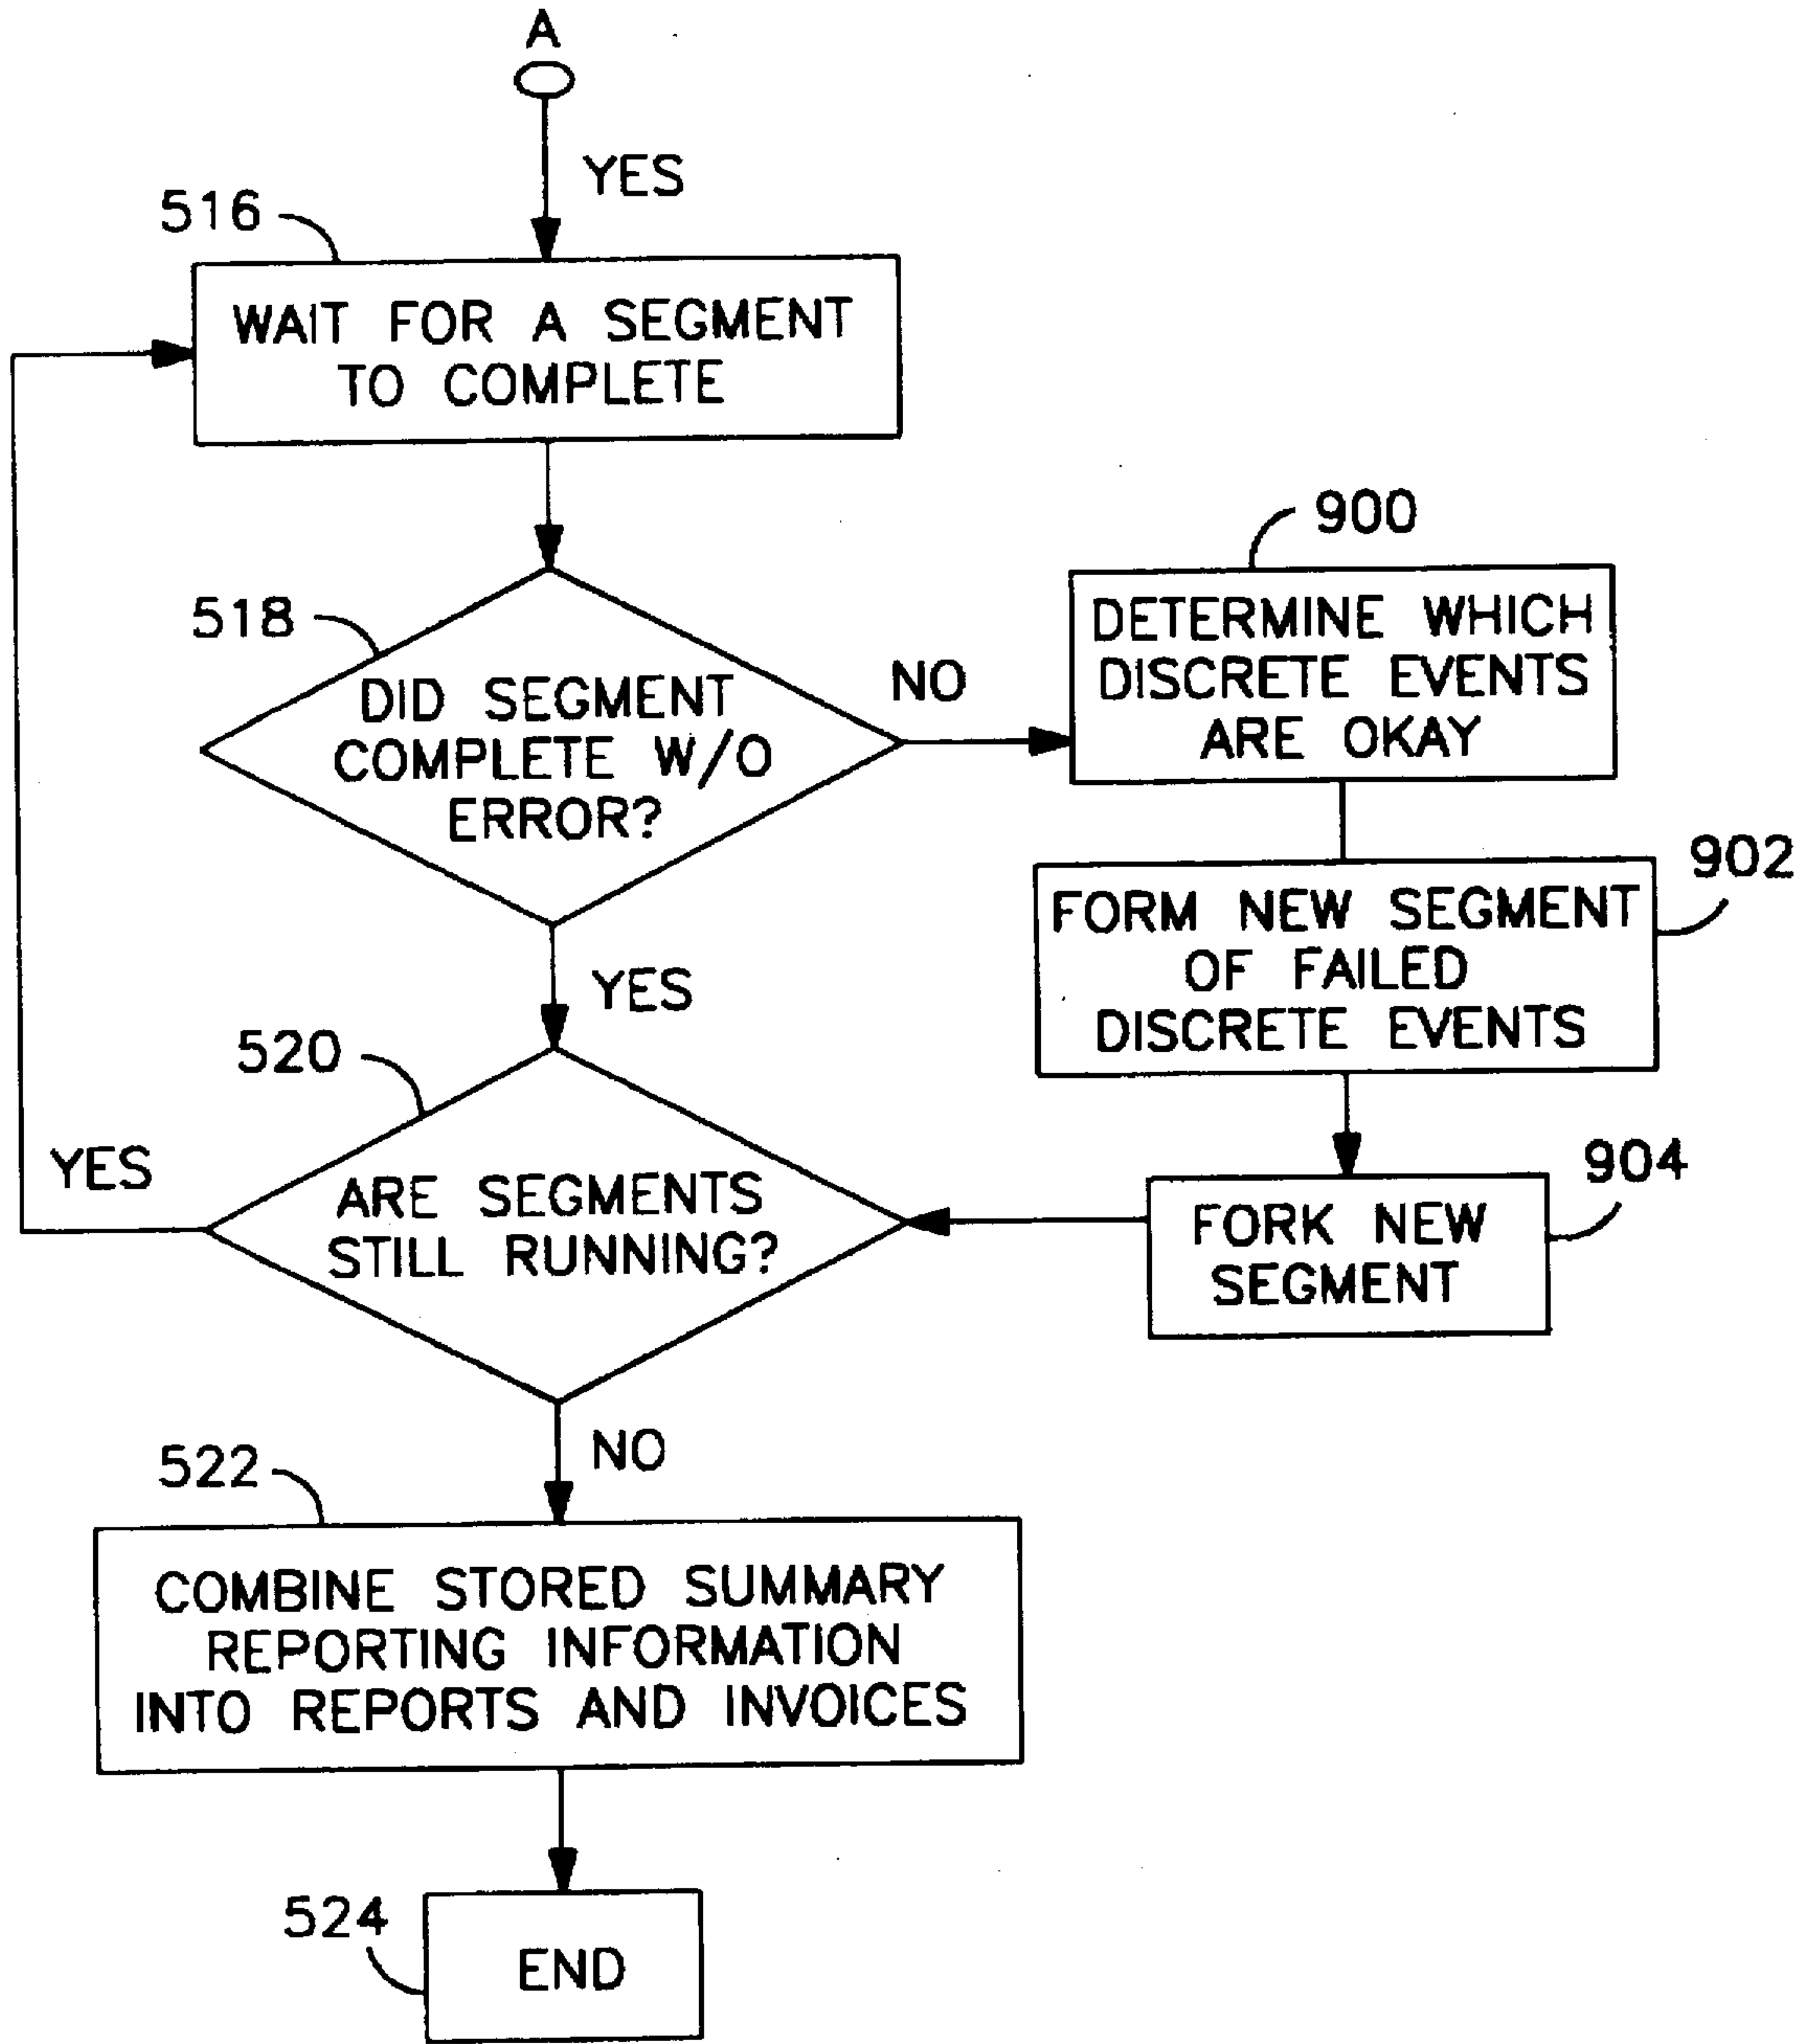 A
YES
516
WAIT FOR A SEGMENT
TO COMPLETE
518
DID SEGMENT
COMPLETE W/O
ERROR?
NO
900
DETERMINE WHICH
DISCRETE EVENTS
ARE OKAY
902
FORM NEW SEGMENT
OF FAILED
DISCRETE EVENTS
YES
520
ARE SEGMENTS
STILL RUNNING?
YES
904
FORK NEW
SEGMENT
NO
522
COMBINE STORED SUMMARY
REPORTING INFORMATION
INTO REPORTS AND INVOICES
524
END